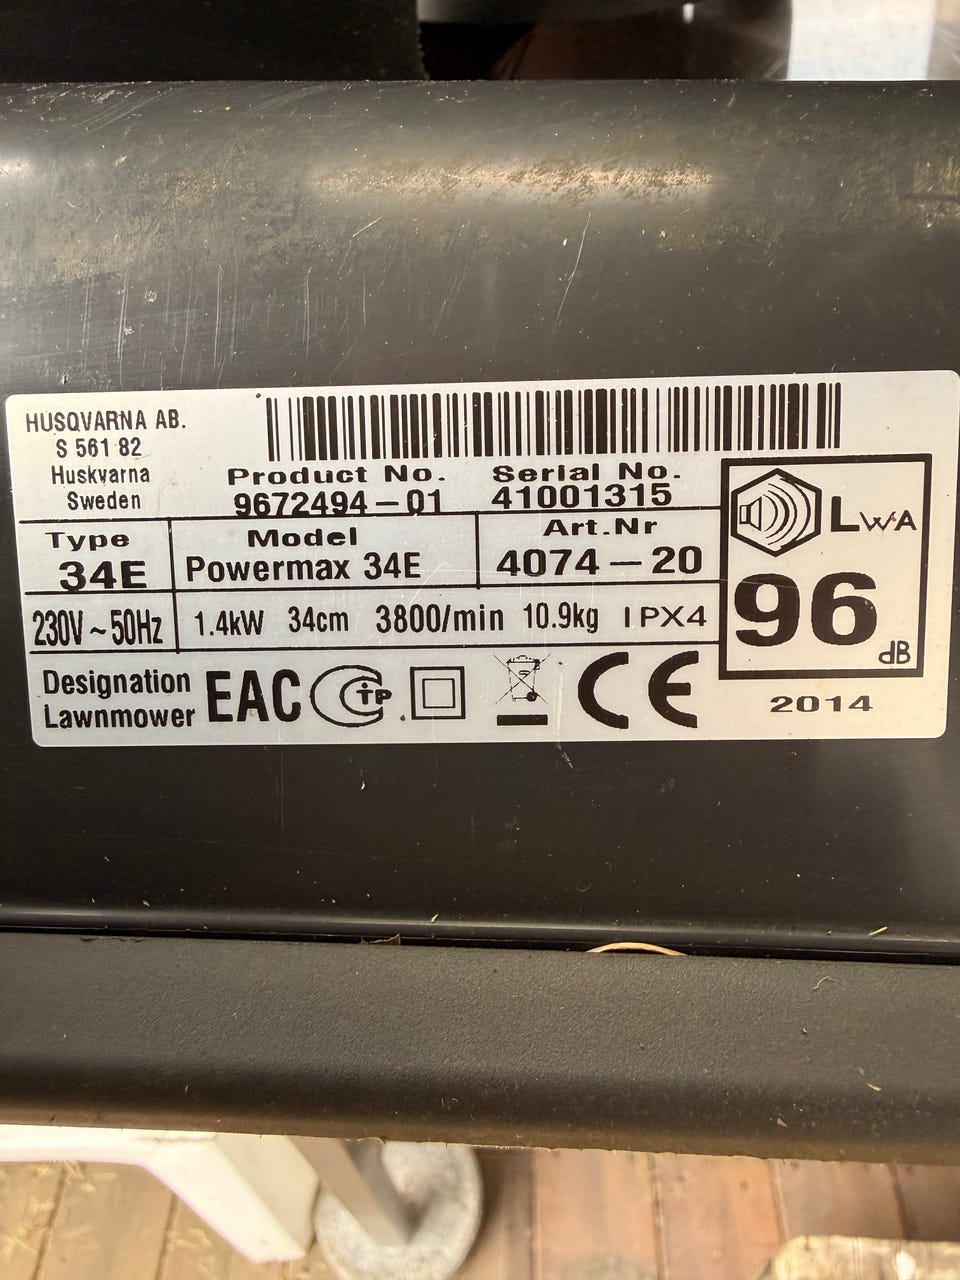 HUSQVARNA AB.
S 561 82
Huskvarna
Sweden
Product No.
9672494-01
Serial No.
41001315
Type
34E
Model
Powermax 34E
Art.Nr
4074-20
230V~50Hz
1.4kW 34cm 3800/min 10.9kg IPX4
LWA
96
dB
Designation
Lawnmower
EAC
CTP
CE
2014